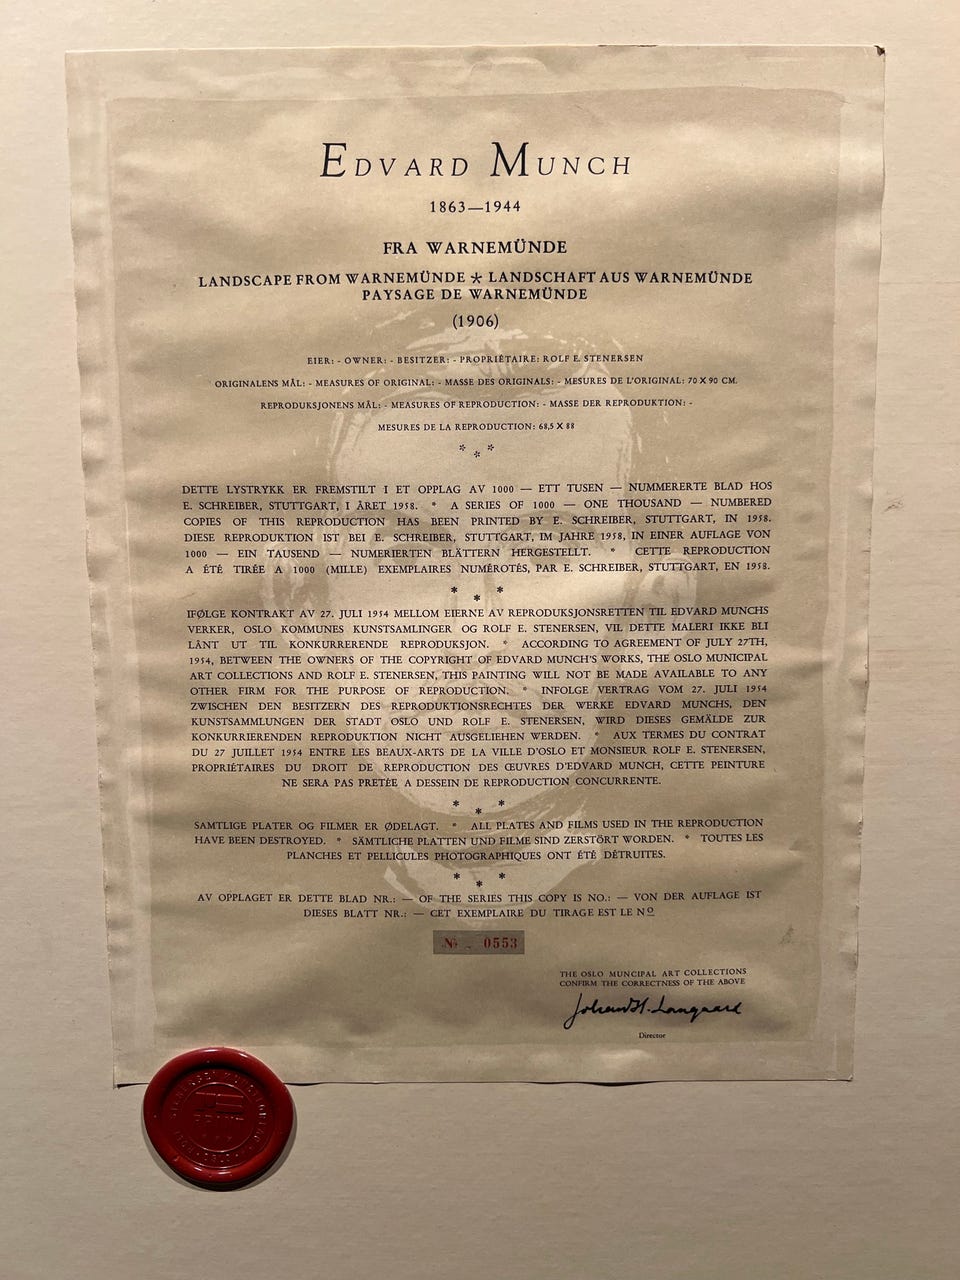 EDVARD MUNCH
1863—1944
FRA WARNEMÜNDE
LANDSCAPE FROM WARNEMÜNDE * LANDSCHAFT AUS WARNEMÜNDE
PAYSAGE DE WARNEMÜNDE
(1906)
EIER: - OWNER: - BESITZER: - PROPRIÉTAIRE: ROLF E. STENERSEN
ORIGINALENS MÅL: - MEASURES OF ORIGINAL: - MASSE DES ORIGINALS: - MESURES DE L'ORIGINAL: 70 X 90 CM.
REPRODUKSJONENS MÅL: - MEASURES OF REPRODUCTION: - MASSE DER REPRODUKTION: -
MESURES DE LA REPRODUCTION: 68,5 X 88
* * *
DETTE LYSTRYKK ER FREMSTILT I ET OPPLAG AV 1000 — ETT TUSEN — NUMMERERTE BLAD HOS
E. SCHREIBER, STUTTGART, I ÅRET 1958. * A SERIES OF 1000 — ONE THOUSAND — NUMBERED
COPIES OF THIS REPRODUCTION HAS BEEN PRINTED BY E. SCHREIBER, STUTTGART, IN 1958.
DIESE REPRODUKTION IST BEI E. SCHREIBER, STUTTGART, IM JAHRE 1958, IN EINER AUFLAGE VON
1000 — EIN TAUSEND — NUMERIERTEN BLÄTTERN HERGESTELLT. * CETTE REPRODUCTION
A ÉTÉ TIRÉE A 1000 (MILLE) EXEMPLAIRES NUMÉROTÉS, PAR E. SCHREIBER, STUTTGART, EN 1958.
* * *
IFØLGE KONTRAKT AV 27. JULI 1954 MELLOM EIERNE AV REPRODUKSJONSRETTEN TIL EDVARD MUNCHS
VERKER, OSLO KOMMUNES KUNSTSAMLINGER OG ROLF E. STENERSEN, VIL DETTE MALERI IKKE BLI
LÅNT UT TIL KONKURRERENDE REPRODUKSJON. * ACCORDING TO AGREEMENT OF JULY 27TH,
1954, BETWEEN THE OWNERS OF THE COPYRIGHT OF EDVARD MUNCH'S WORKS, THE OSLO MUNICIPAL
ART COLLECTIONS AND ROLF E. STENERSEN, THIS PAINTING WILL NOT BE MADE AVAILABLE TO ANY
OTHER FIRM FOR THE PURPOSE OF REPRODUCTION. * INFOLGE VERTRAG VOM 27. JULI 1954
ZWISCHEN DEN BESITZERN DES REPRODUKTIONSRECHTES DER WERKE EDVARD MUNCHS, DEN
KUNSTSAMMLUNGEN DER STADT OSLO UND ROLF E. STENERSEN, WIRD DIESES GEMÄLDE ZUR
KONKURRIERENDEN REPRODUKTION NICHT AUSGELIEHEN WERDEN. * AUX TERMES DU CONTRAT
DU 27 JUILLET 1954 ENTRE LES BEAUX-ARTS DE LA VILLE D'OSLO ET MONSIEUR ROLF E. STENERSEN,
PROPRIÉTAIRES DU DROIT DE REPRODUCTION DES ŒUVRES D'EDVARD MUNCH, CETTE PEINTURE
NE SERA PAS PRETÉE A DESSEIN DE REPRODUCTION CONCURRENTE.
* * *
SAMTLIGE PLATER OG FILMER ER ØDELAGT. * ALL PLATES AND FILMS USED IN THE REPRODUCTION
HAVE BEEN DESTROYED. * SÄMTLICHE PLATTEN UND FILME SIND ZERSTÖRT WORDEN. * TOUTES LES
PLANCHES ET PELLICULES PHOTOGRAPHIQUES ONT ÉTÉ DÉTRUITES.
* * *
AV OPPLAGET ER DETTE BLAD NR.: — OF THE SERIES THIS COPY IS NO.: — VON DER AUFLAGE IST
DIESES BLATT NR.: — CET EXEMPLAIRE DU TIRAGE EST LE Nº
№ 0553
THE OSLO MUNCIPAL ART COLLECTIONS
CONFIRM THE CORRECTNESS OF THE ABOVE
Johan H. Langaard
Director